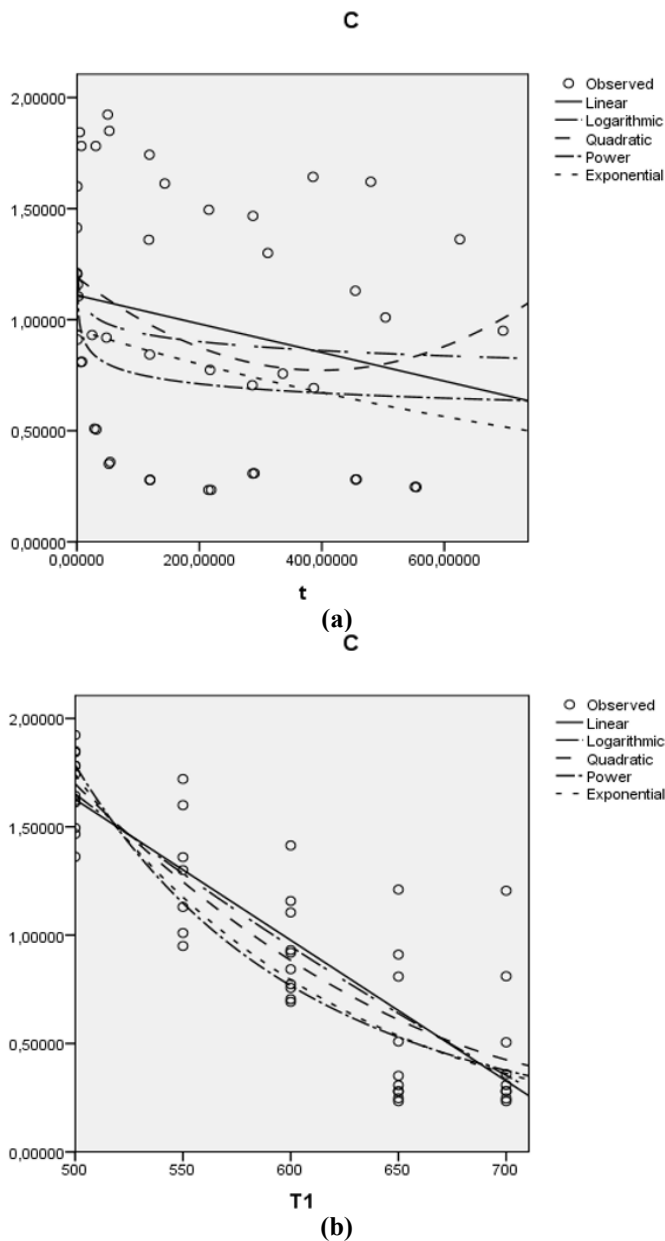 C
2,00000
1,50000
1,00000
0,50000
0,00000
0,00000 200,00000 400,00000 600,00000
t
Observed
Linear
Logarithmic
Quadratic
Power
Exponential
(a)
C
2,00000
1,50000
1,00000
0,50000
0,00000
500 550 600 650 700
T1
Observed
Linear
Logarithmic
Quadratic
Power
Exponential
(b)